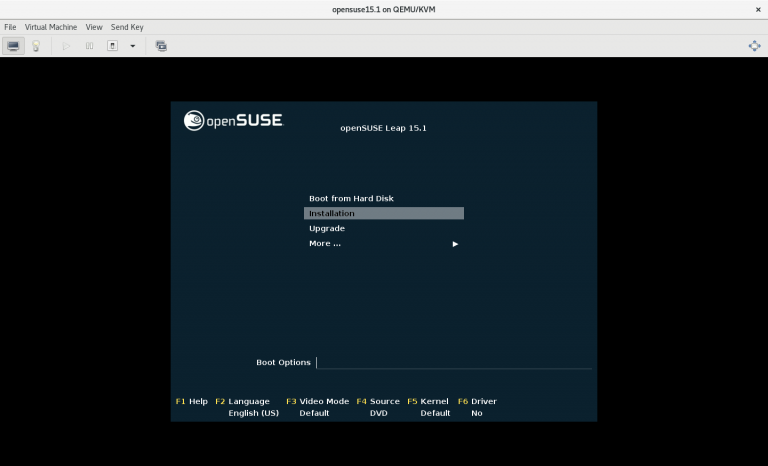 opensuse15.1 on QEMU/KVM
File Virtual Machine View Send Key
openSUSE
openSUSE Leap 15.1
Boot from Hard Disk
Installation
Upgrade
More ...
Boot Options
F1 Help F2 Language F3 Video Mode F4 Source F5 Kernel F6 Driver
English (US) Default DVD Default No